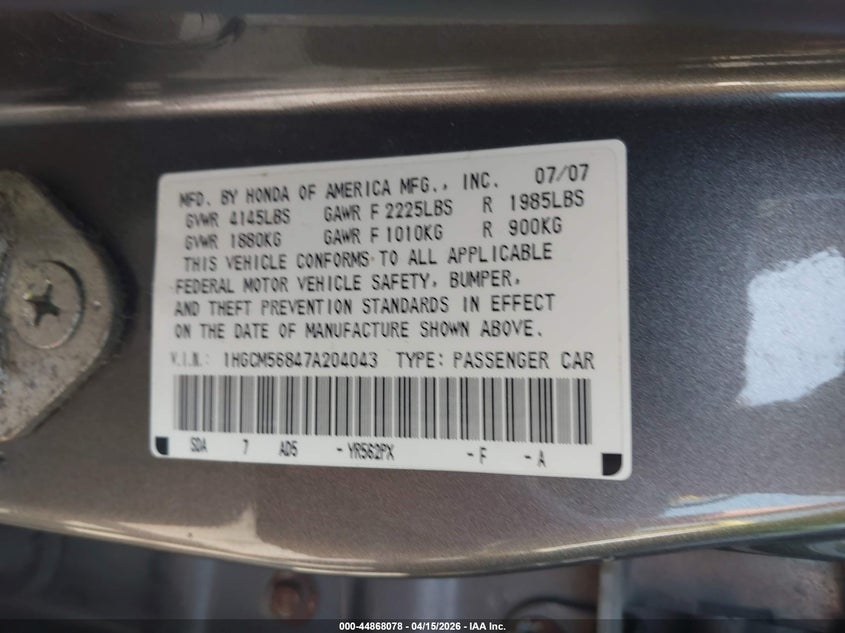 MFD. BY HONDA OF AMERICA MFG., INC. 07/07
GVWR 4145LBS GAWR F 2225LBS R 1985LBS
GVWR 1880KG GAWR F 1010KG R 900KG
THIS VEHICLE CONFORMS TO ALL APPLICABLE
FEDERAL MOTOR VEHICLE SAFETY, BUMPER,
AND THEFT PREVENTION STANDARDS IN EFFECT
ON THE DATE OF MANUFACTURE SHOWN ABOVE.
V.I.N.: 1HGCM56847A204043 TYPE: PASSENGER CAR
SDA 7 AD5 - YR562PX - F - A
000-44868078 - 04/15/2026 - IAA Inc.